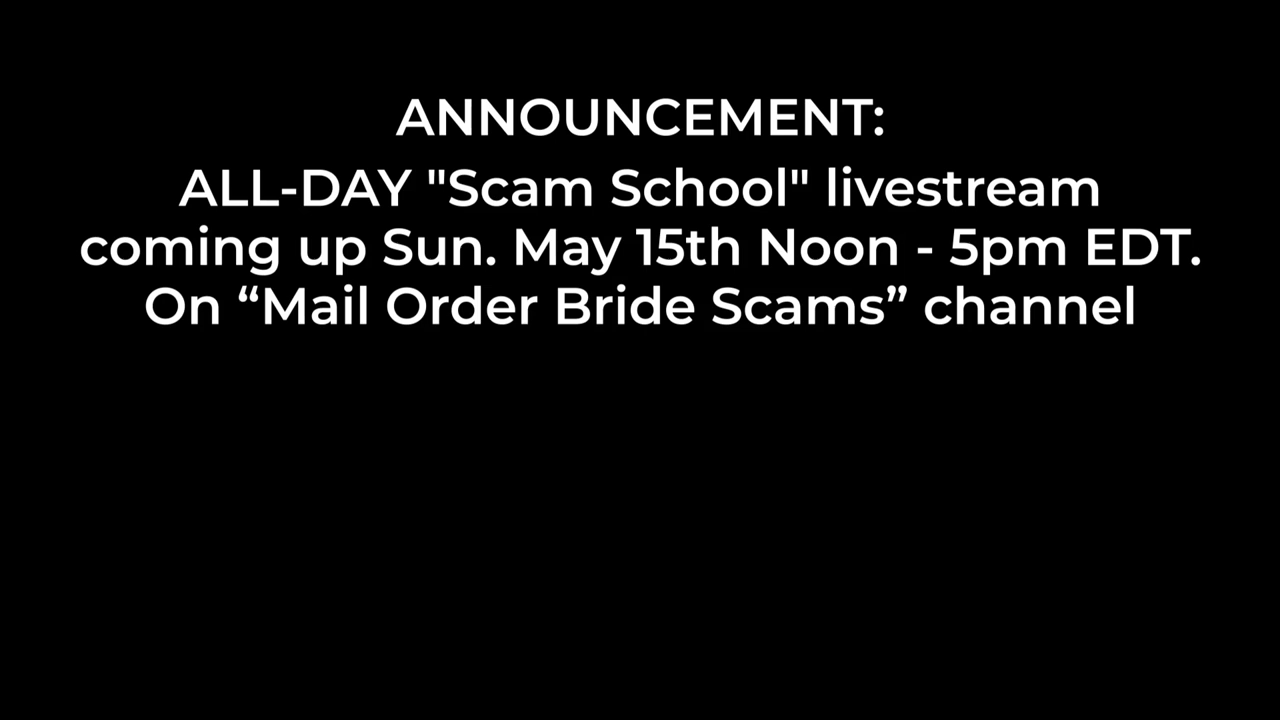 ANNOUNCEMENT:
ALL-DAY "Scam School" livestream
coming up Sun. May 15th Noon - 5pm EDT.
On “Mail Order Bride Scams” channel